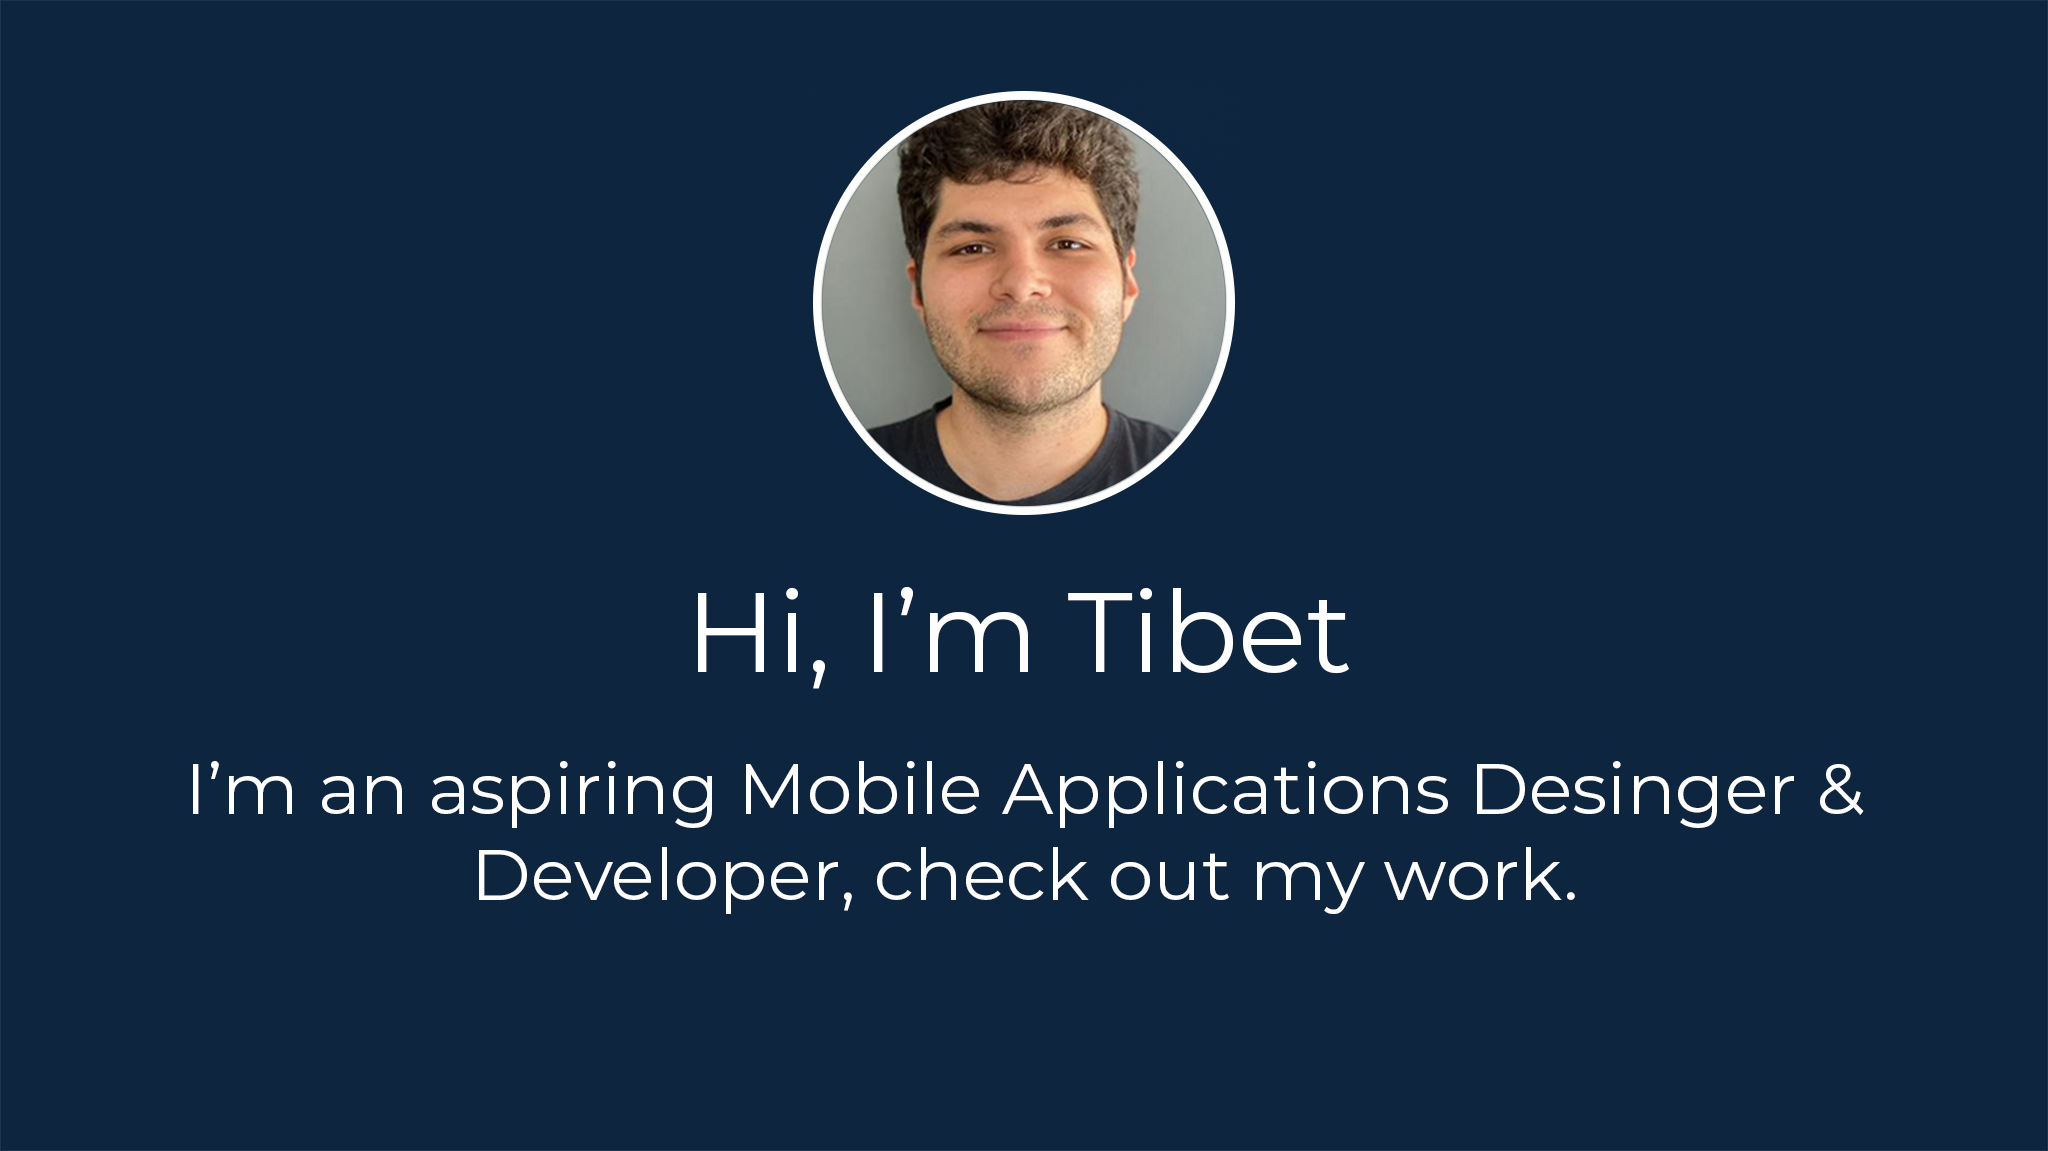 Hi, I’m Tibet
I’m an aspiring Mobile Applications Desinger &
Developer, check out my work.